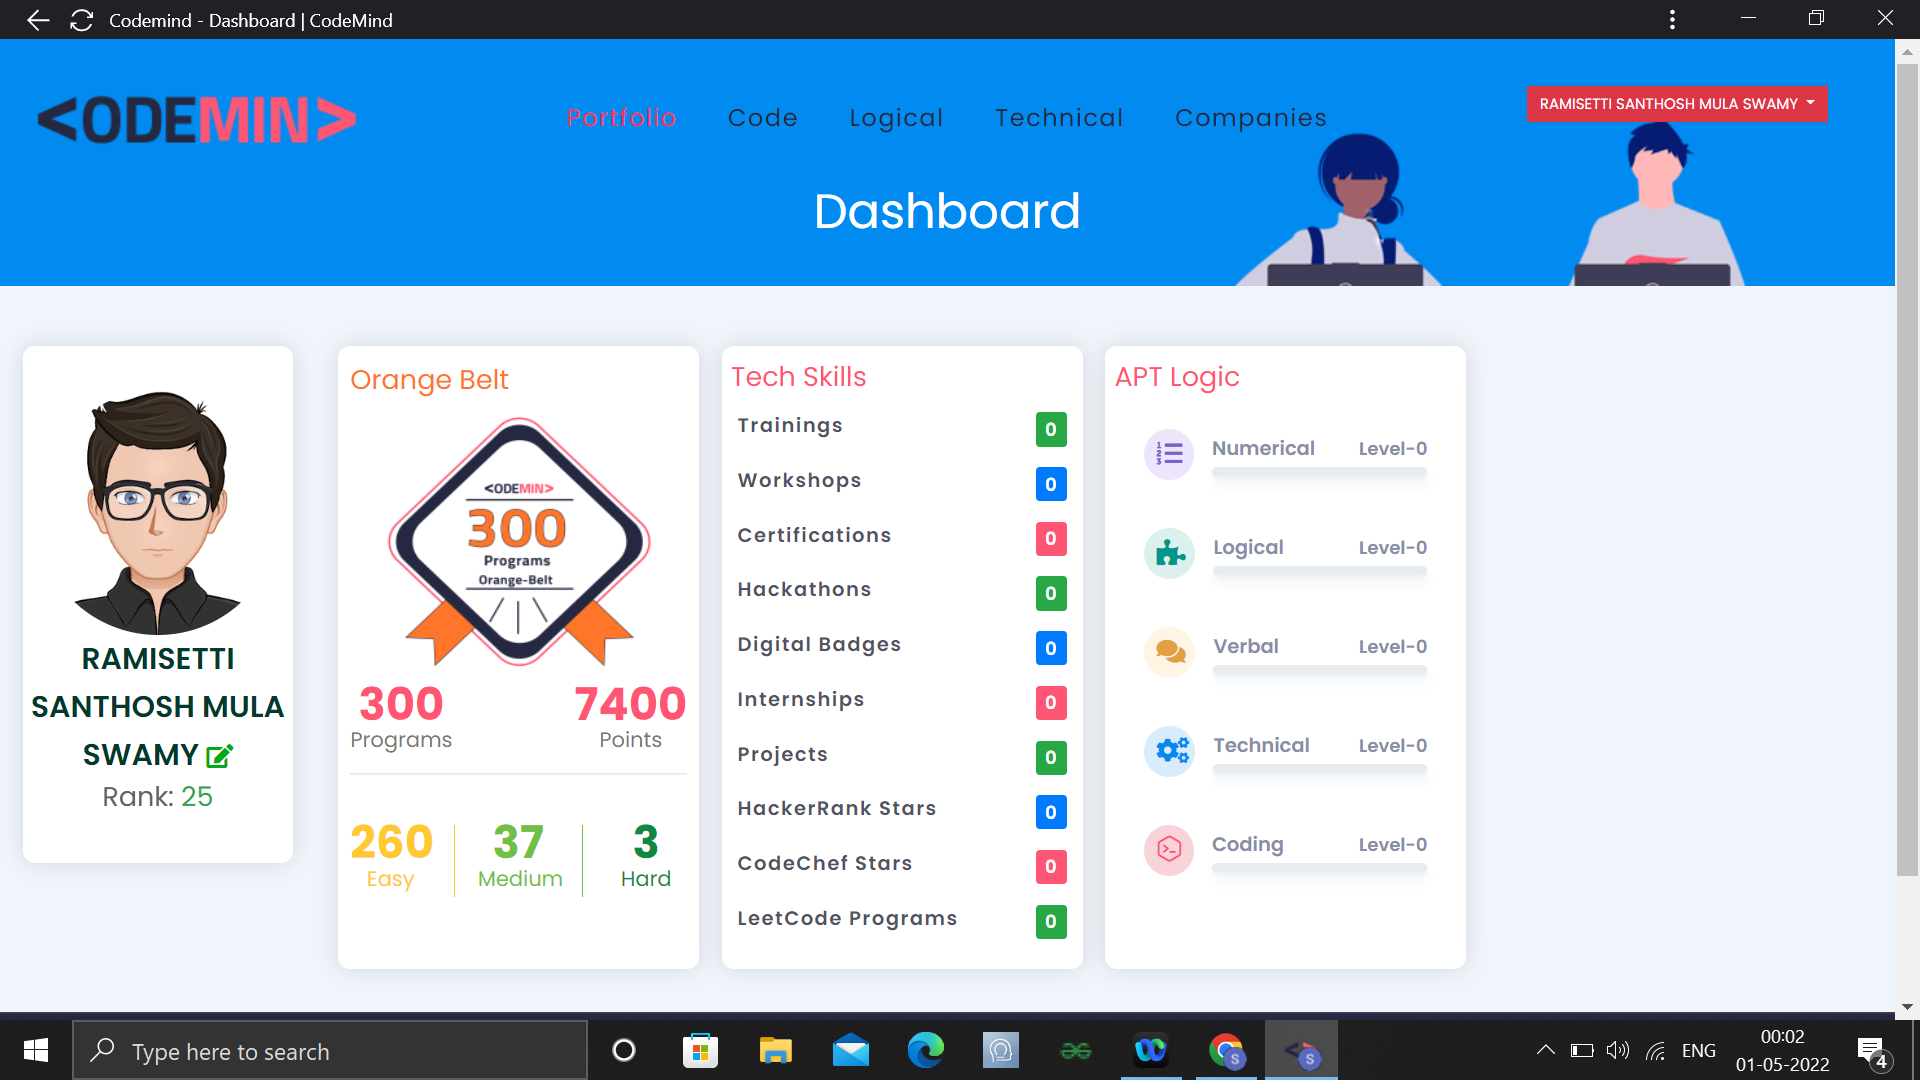 Codemind - Dashboard | CodeMind
<ODEMIN>
Portfolio
Code
Logical
Technical
Companies
RAMISETTI SANTHOSH MULA SWAMY
Dashboard
RAMISETTI
SANTHOSH MULA
SWAMY
Rank: 25
Orange Belt
<ODEMIN>
300
Programs
Orange-Belt
300
Programs
7400
Points
260
Easy
37
Medium
3
Hard
Tech Skills
Trainings 0
Workshops 0
Certifications 0
Hackathons 0
Digital Badges 0
Internships 0
Projects 0
HackerRank Stars 0
CodeChef Stars 0
LeetCode Programs 0
APT Logic
Numerical Level-0
Logical Level-0
Verbal Level-0
Technical Level-0
Coding Level-0
Type here to search
S
S
ENG
00:02
01-05-2022
4